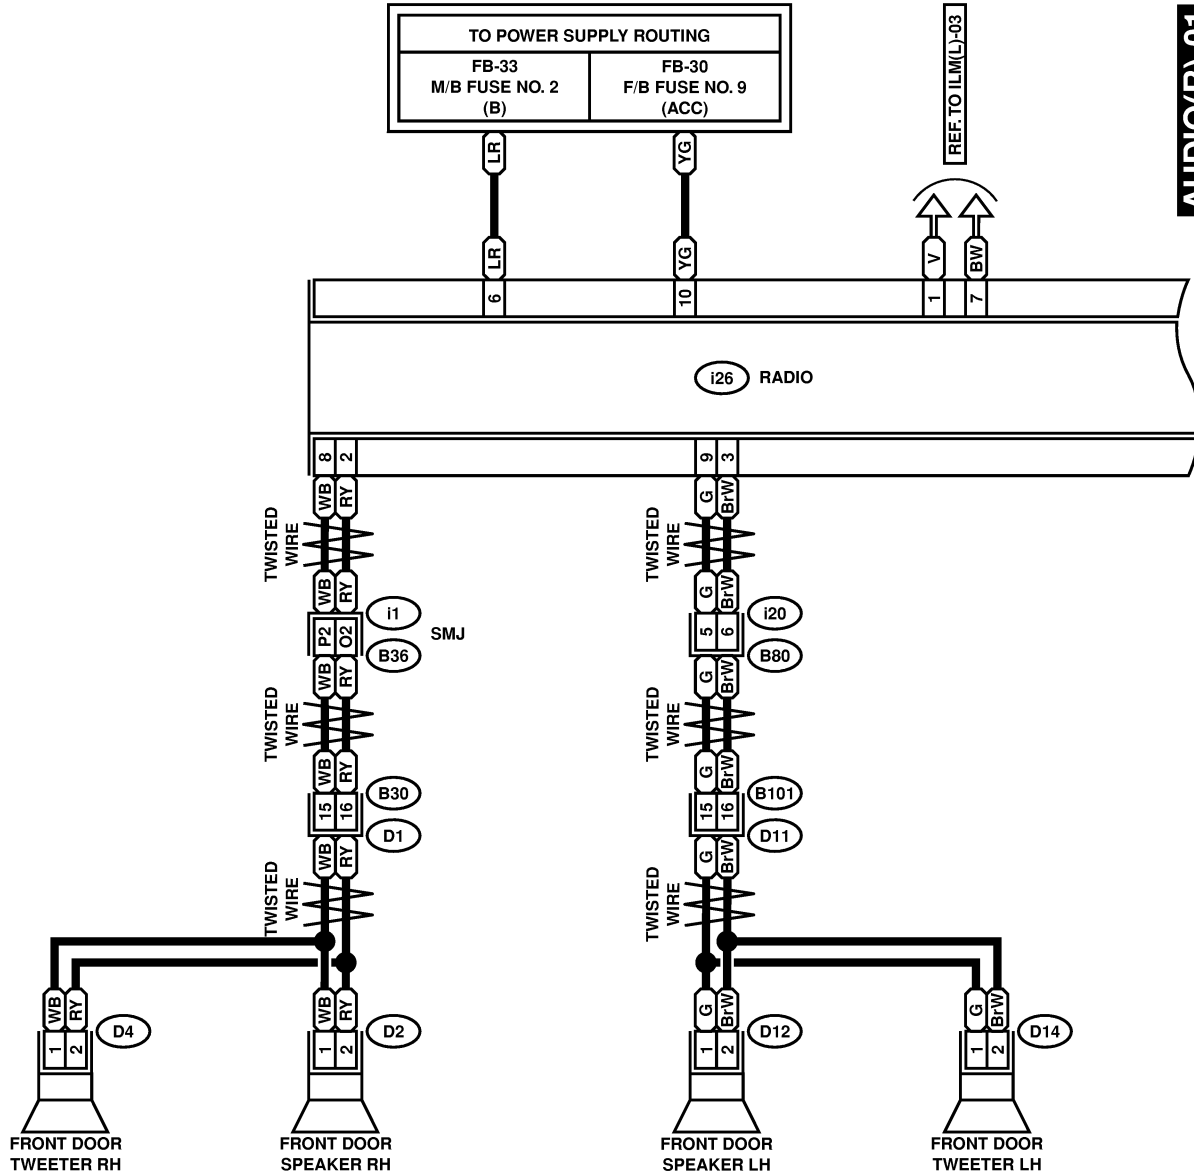 TO POWER SUPPLY ROUTING
FB-33
M/B FUSE NO. 2
(B)
FB-30
F/B FUSE NO. 9
(ACC)
REF. TO ILM(L)-03
LR
YG
LR
YG
V
BW
6
10
1
7
i26
RADIO
8
2
9
3
WB
RY
G
BrW
TWISTED
WIRE
TWISTED
WIRE
WB
RY
G
BrW
i1
i20
P2
O2
SMJ
5
6
B36
B80
WB
RY
G
BrW
TWISTED
WIRE
TWISTED
WIRE
WB
RY
G
BrW
B30
B101
15
16
15
16
D1
D11
WB
RY
G
BrW
TWISTED
WIRE
TWISTED
WIRE
WB
RY
WB
RY
G
BrW
G
BrW
D4
D2
D12
D14
1
2
1
2
1
2
1
2
FRONT DOOR
TWEETER RH
FRONT DOOR
SPEAKER RH
FRONT DOOR
SPEAKER LH
FRONT DOOR
TWEETER LH